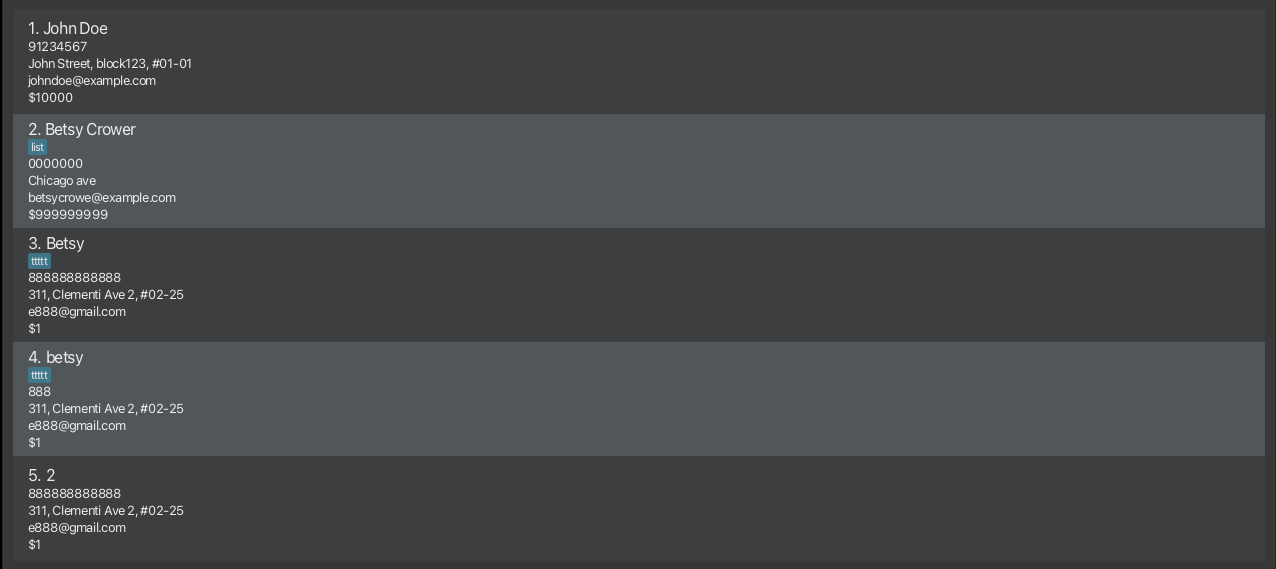 1. John Doe
91234567
John Street, block123, #01-01
johndoe@example.com
$10000
2. Betsy Crower
list
0000000
Chicago ave
betsycrowe@example.com
$999999999
3. Betsy
ttttt
888888888888
311, Clementi Ave 2, #02-25
e888@gmail.com
$1
4. betsy
ttttt
888
311, Clementi Ave 2, #02-25
e888@gmail.com
$1
5. 2
888888888888
311, Clementi Ave 2, #02-25
e888@gmail.com
$1